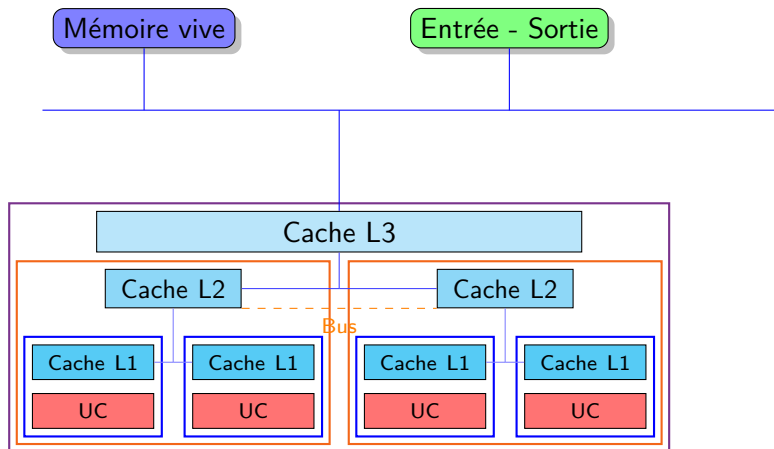 Mémoire vive
Entrée - Sortie
Cache L3
Cache L2
Cache L2
Bus
Cache L1
Cache L1
Cache L1
Cache L1
UC
UC
UC
UC